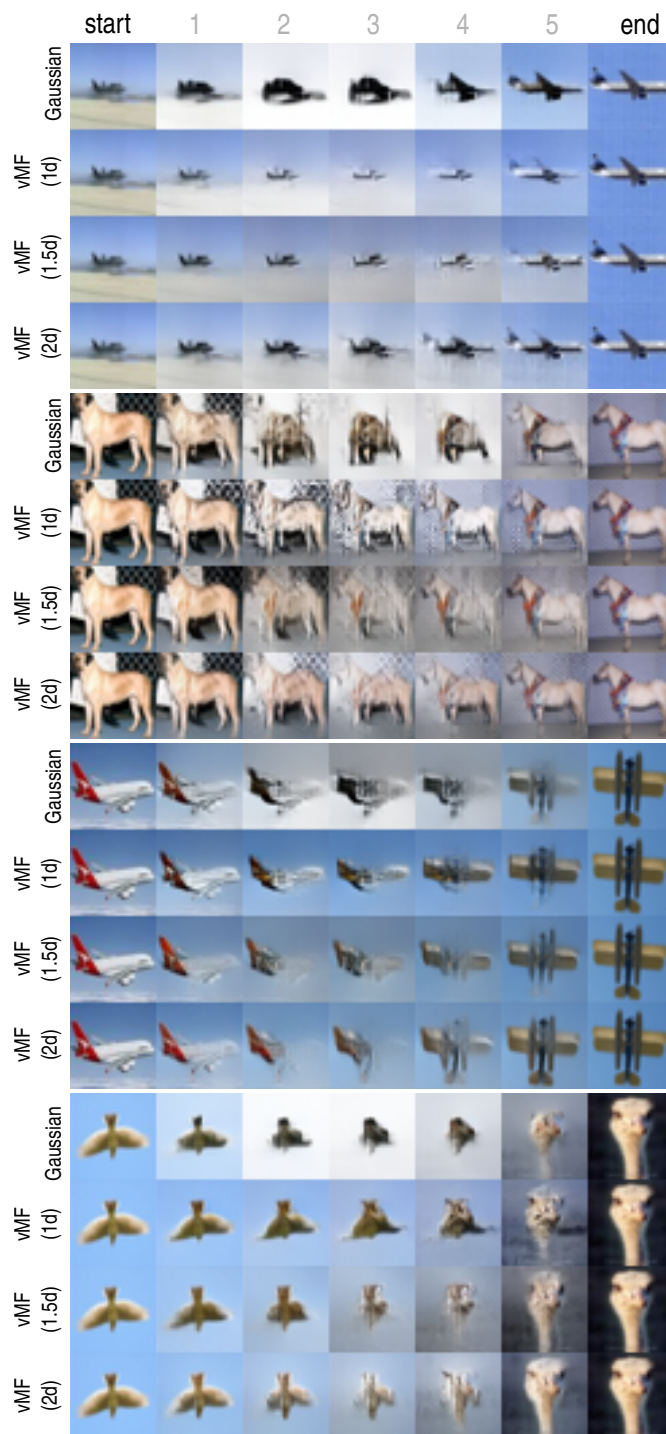 start 1 2 3 4 5 end
Gaussian
vMF
(1d)
vMF
(1.5d)
vMF
(2d)
Gaussian
vMF
(1d)
vMF
(1.5d)
vMF
(2d)
Gaussian
vMF
(1d)
vMF
(1.5d)
vMF
(2d)
Gaussian
vMF
(1d)
vMF
(1.5d)
vMF
(2d)